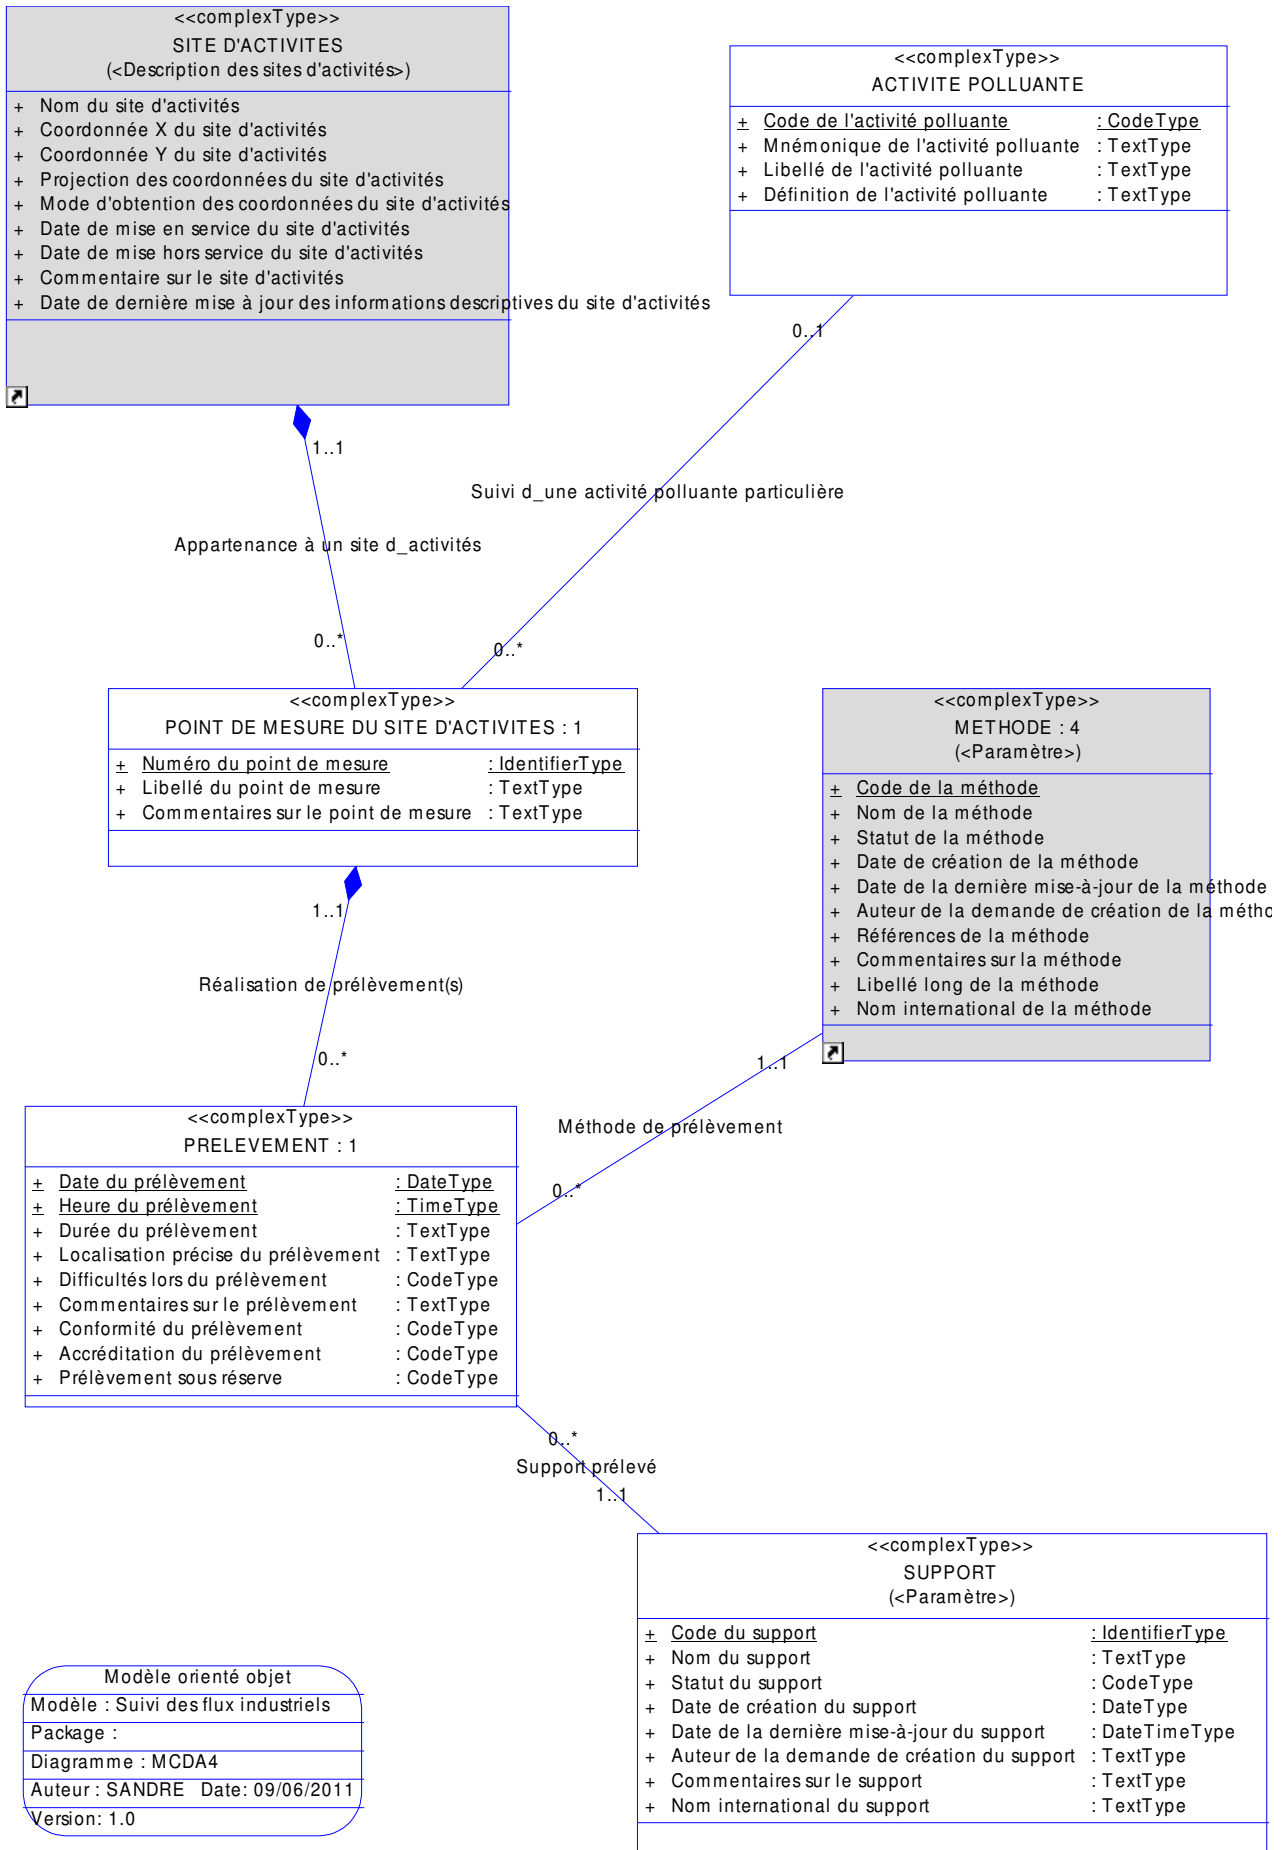 <<complexType>>
SITE D'ACTIVITES
(<Description des sites d'activités>)
+ Nom du site d'activités
+ Coordonnée X du site d'activités
+ Coordonnée Y du site d'activités
+ Projection des coordonnées du site d'activités
+ Mode d'obtention des coordonnées du site d'activités
+ Date de mise en service du site d'activités
+ Date de mise hors service du site d'activités
+ Commentaire sur le site d'activités
+ Date de dernière mise à jour des informations descriptives du site d'activités
<<complexType>>
ACTIVITE POLLUANTE
+ Code de l'activité polluante : CodeType
+ Mnémonique de l'activité polluante : TextType
+ Libellé de l'activité polluante : TextType
+ Définition de l'activité polluante : TextType
0..1
1..1
Suivi d_une activité polluante particulière
Appartenance à un site d_activités
0..*
0..*
<<complexType>>
POINT DE MESURE DU SITE D'ACTIVITES : 1
+ Numéro du point de mesure : IdentifierType
+ Libellé du point de mesure : TextType
+ Commentaires sur le point de mesure : TextType
<<complexType>>
METHODE : 4
(<Paramètre>)
+ Code de la méthode
+ Nom de la méthode
+ Statut de la méthode
+ Date de création de la méthode
+ Date de la dernière mise-à-jour de la méthode
+ Auteur de la demande de création de la métho
+ Références de la méthode
+ Commentaires sur la méthode
+ Libellé long de la méthode
+ Nom international de la méthode
1..1
Réalisation de prélèvement(s)
0..*
1..1
Méthode de prélèvement
0..*
<<complexType>>
PRELEVEMENT : 1
+ Date du prélèvement : DateType
+ Heure du prélèvement : TimeType
+ Durée du prélèvement : TextType
+ Localisation précise du prélèvement : TextType
+ Difficultés lors du prélèvement : CodeType
+ Commentaires sur le prélèvement : TextType
+ Conformité du prélèvement : CodeType
+ Accréditation du prélèvement : CodeType
+ Prélèvement sous réserve : CodeType
0..*
Support prélevé
1..1
<<complexType>>
SUPPORT
(<Paramètre>)
+ Code du support : IdentifierType
+ Nom du support : TextType
+ Statut du support : CodeType
+ Date de création du support : DateType
+ Date de la dernière mise-à-jour du support : DateTimeType
+ Auteur de la demande de création du support : TextType
+ Commentaires sur le support : TextType
+ Nom international du support : TextType
Modèle orienté objet
Modèle : Suivi des flux industriels
Package :
Diagramme : MCDA4
Auteur : SANDRE Date: 09/06/2011
Version: 1.0